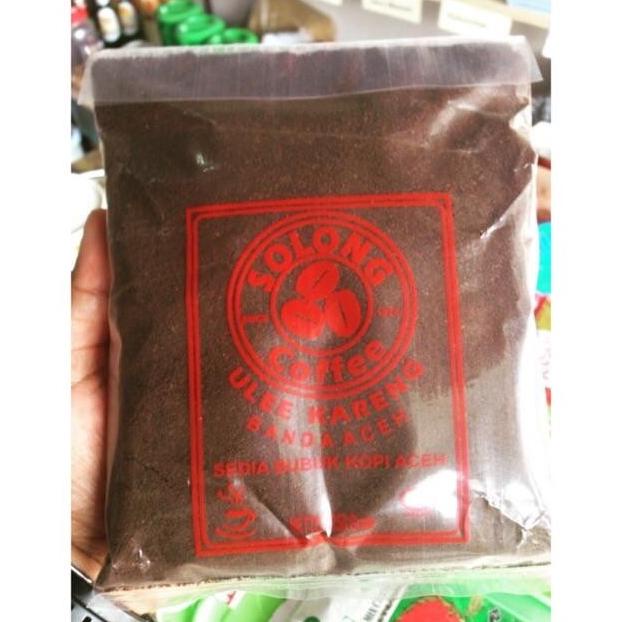 SOLONG
Coffee
ULEE KARENG
BANDA ACEH
SEDIA BUBUK KOPI ACEH